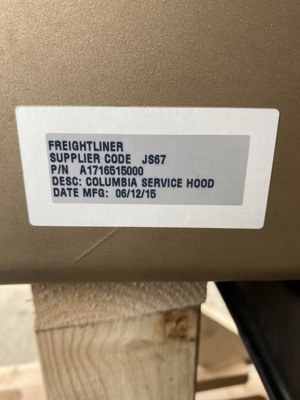 FREIGHTLINER
SUPPLIER CODE JS67
P/N A1716515000
DESC: COLUMBIA SERVICE HOOD
DATE MFG: 06/12/15